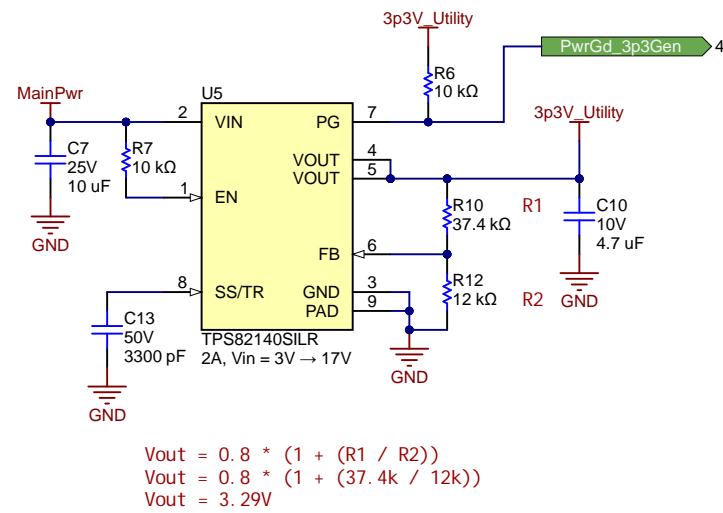 3p3V_Utility
PwrGd_3p3Gen
4
R6
10 kΩ
MainPwr
U5
3p3V_Utility
2
VIN
PG
7
C7
25V
10 uF
R7
10 kΩ
VOUT
4
VOUT
5
1
EN
R10
37.4 kΩ
R1
C10
10V
4.7 uF
GND
FB
6
8
SS/TR
GND
3
PAD
9
R12
12 kΩ
R2
GND
C13
50V
3300 pF
TPS82140SILR
2A, Vin = 3V → 17V
GND
GND
Vout = 0.8 * (1 + (R1 / R2))
Vout = 0.8 * (1 + (37.4k / 12k))
Vout = 3.29V